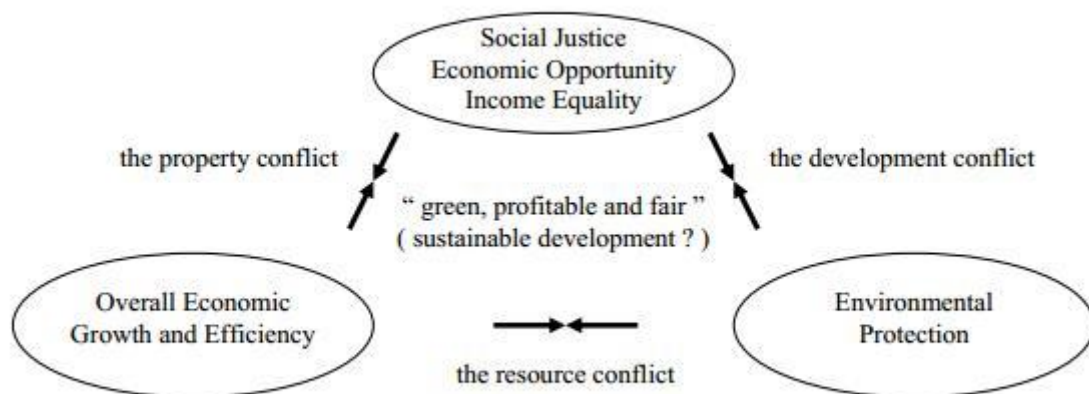 Social Justice
Economic Opportunity
Income Equality
the property conflict
the development conflict
“ green, profitable and fair ”
( sustainable development ? )
Overall Economic
Growth and Efficiency
Environmental
Protection
the resource conflict